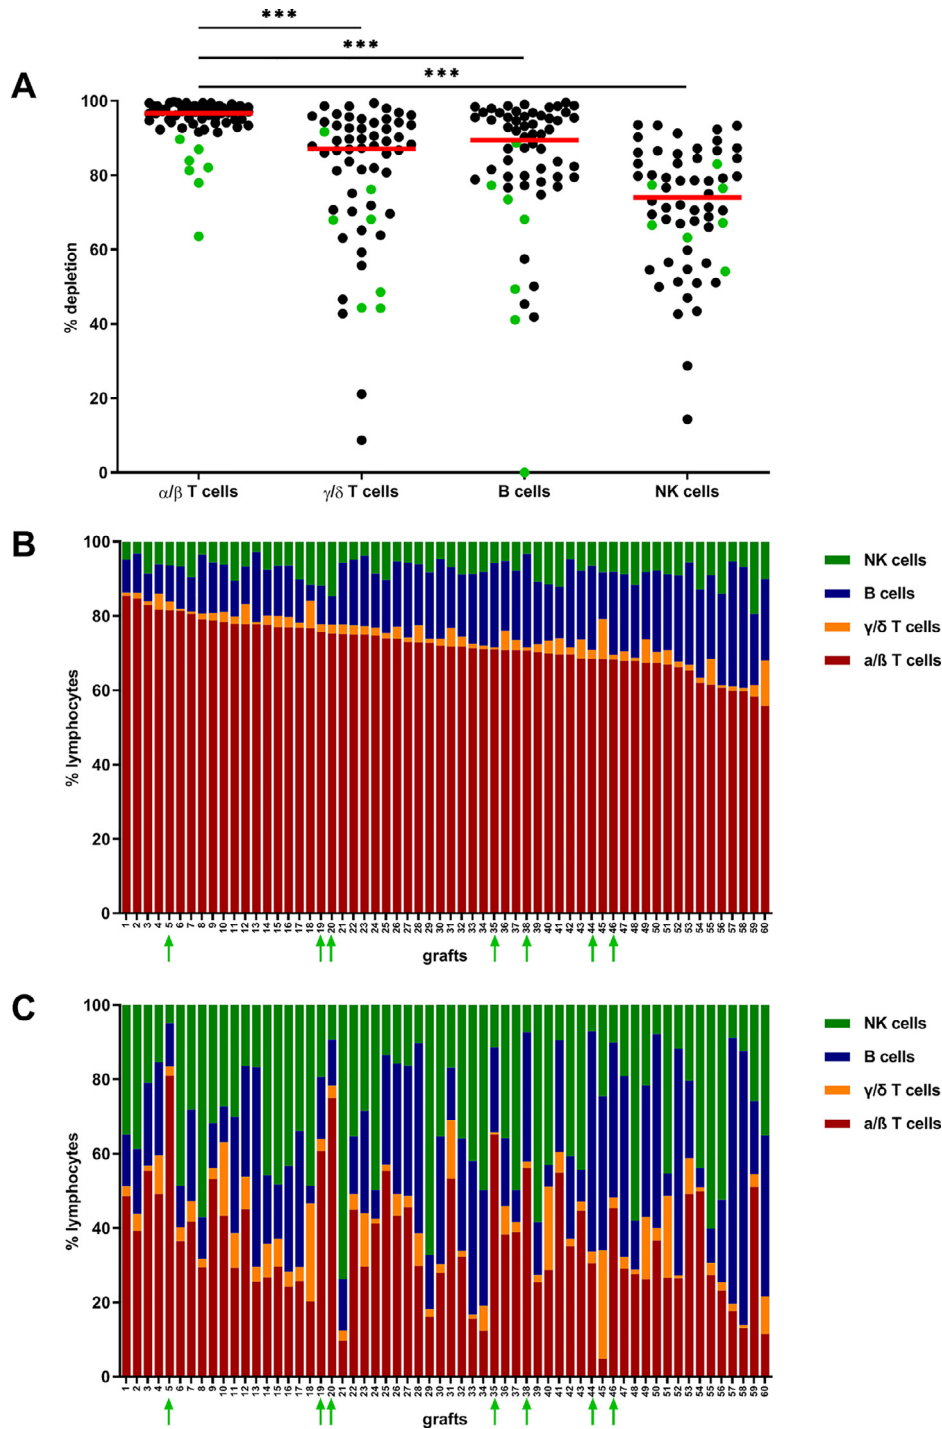 ***
***
***
A
100
80
60
40
20
0
% depletion
α/β T cells γ/δ T cells B cells NK cells
B
100
80
60
40
20
0
% lymphocytes
NK cells
B cells
γ/δ T cells
a/ß T cells
1 2 3 4 5 6 7 8 9 10 11 12 13 14 15 16 17 18 19 20 21 22 23 24 25 26 27 28 29 30 31 32 33 34 35 36 37 38 39 40 41 42 43 44 45 46 47 48 49 50 51 52 53 54 55 56 57 58 59 60
grafts
C
100
80
60
40
20
0
% lymphocytes
NK cells
B cells
γ/δ T cells
a/ß T cells
1 2 3 4 5 6 7 8 9 10 11 12 13 14 15 16 17 18 19 20 21 22 23 24 25 26 27 28 29 30 31 32 33 34 35 36 37 38 39 40 41 42 43 44 45 46 47 48 49 50 51 52 53 54 55 56 57 58 59 60
grafts